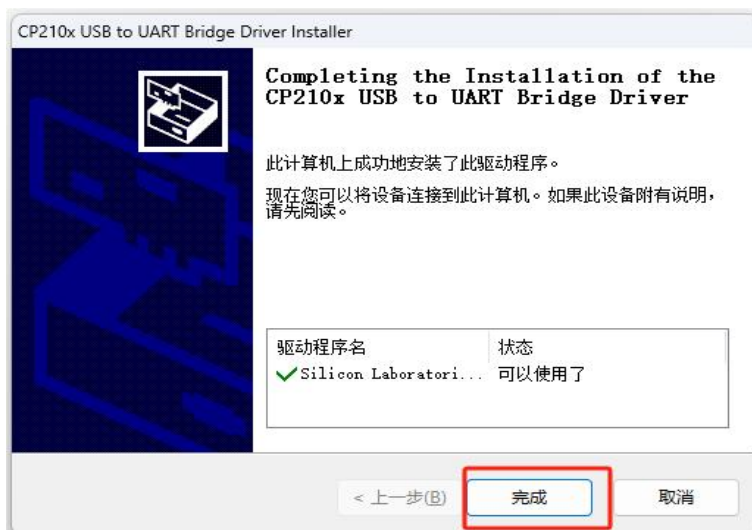 CP210x USB to UART Bridge Driver Installer
Completing the Installation of the
CP210x USB to UART Bridge Driver
此计算机上成功地安装了此驱动程序。
现在您可以将设备连接到此计算机。如果此设备附有说明，
请先阅读。
驱动程序名 状态
Silicon Laboratori... 可以使用了
< 上一步(B) 完成 取消